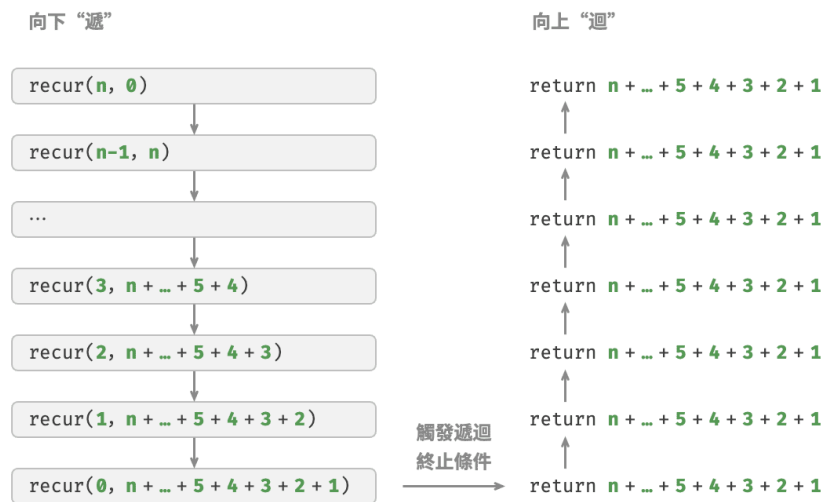 向下“遞”
recur(n, 0)
recur(n-1, n)
...
recur(3, n + … + 5 + 4)
recur(2, n + … + 5 + 4 + 3)
recur(1, n + … + 5 + 4 + 3 + 2)
recur(0, n + … + 5 + 4 + 3 + 2 + 1)
觸發遞迴
終止條件
向上“迴”
return n + … + 5 + 4 + 3 + 2 + 1
return n + … + 5 + 4 + 3 + 2 + 1
return n + … + 5 + 4 + 3 + 2 + 1
return n + … + 5 + 4 + 3 + 2 + 1
return n + … + 5 + 4 + 3 + 2 + 1
return n + … + 5 + 4 + 3 + 2 + 1
return n + … + 5 + 4 + 3 + 2 + 1